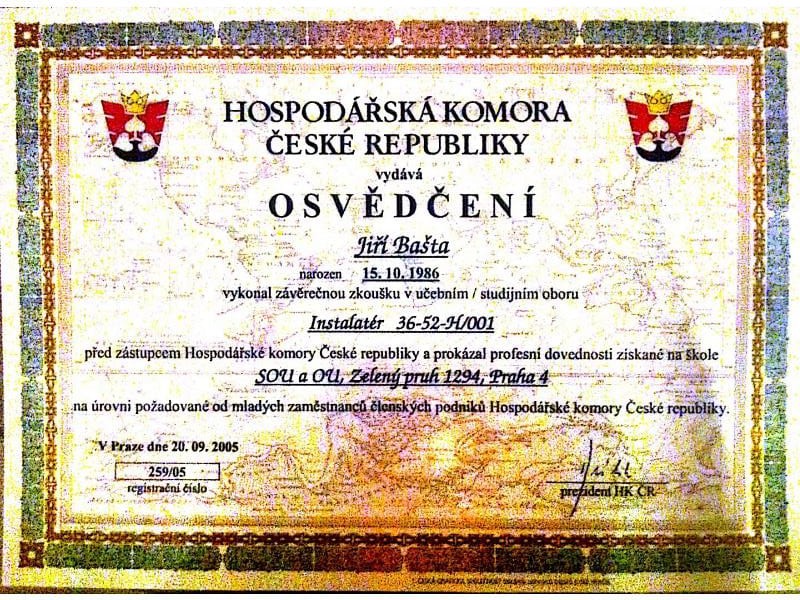 HOSPODÁŘSKÁ KOMORA
ČESKÉ REPUBLIKY
vydává
OSVĚDČENÍ
Jiří Bašta
narozen 15. 10. 1986
vykonal závěrečnou zkoušku v učebním / studijním oboru
Instalatér 36-52-H/001
před zástupcem Hospodářské komory České republiky a prokázal profesní dovednosti získané na škole
SOU a OU, Zelený pruh 1294, Praha 4
na úrovni požadované od mladých zaměstnanců členských podniků Hospodářské komory České republiky.
V Praze dne 20. 09. 2005
259/05
registrační číslo
prezident HK ČR